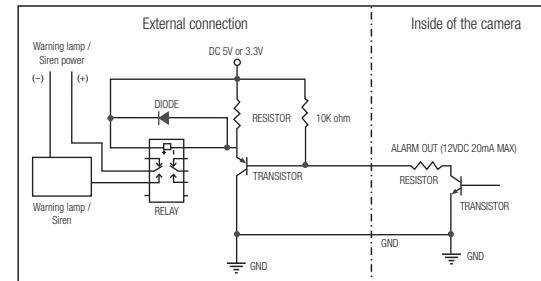 External connection
Inside of the camera
Warning lamp /
Siren power
(−) (+)
DC 5V or 3.3V
DIODE
RESISTOR
10K ohm
ALARM OUT (12VDC 20mA MAX)
RESISTOR
TRANSISTOR
TRANSISTOR
+ −
RELAY
Warning lamp /
Siren
GND
GND
GND